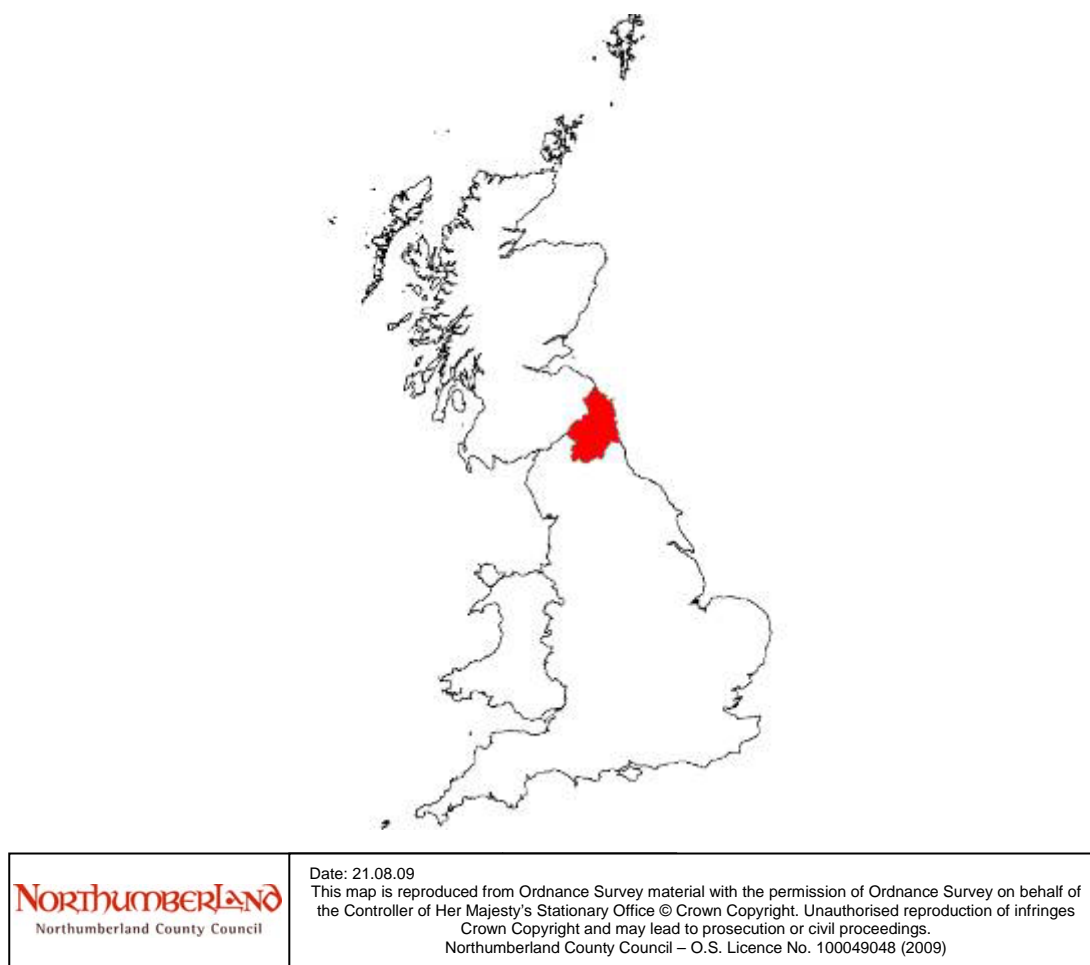 NORTHUMBERLAND
Northumberland County Council
Date: 21.08.09
This map is reproduced from Ordnance Survey material with the permission of Ordnance Survey on behalf of
the Controller of Her Majesty's Stationary Office © Crown Copyright. Unauthorised reproduction of infringes
Crown Copyright and may lead to prosecution or civil proceedings.
Northumberland County Council – O.S. Licence No. 100049048 (2009)